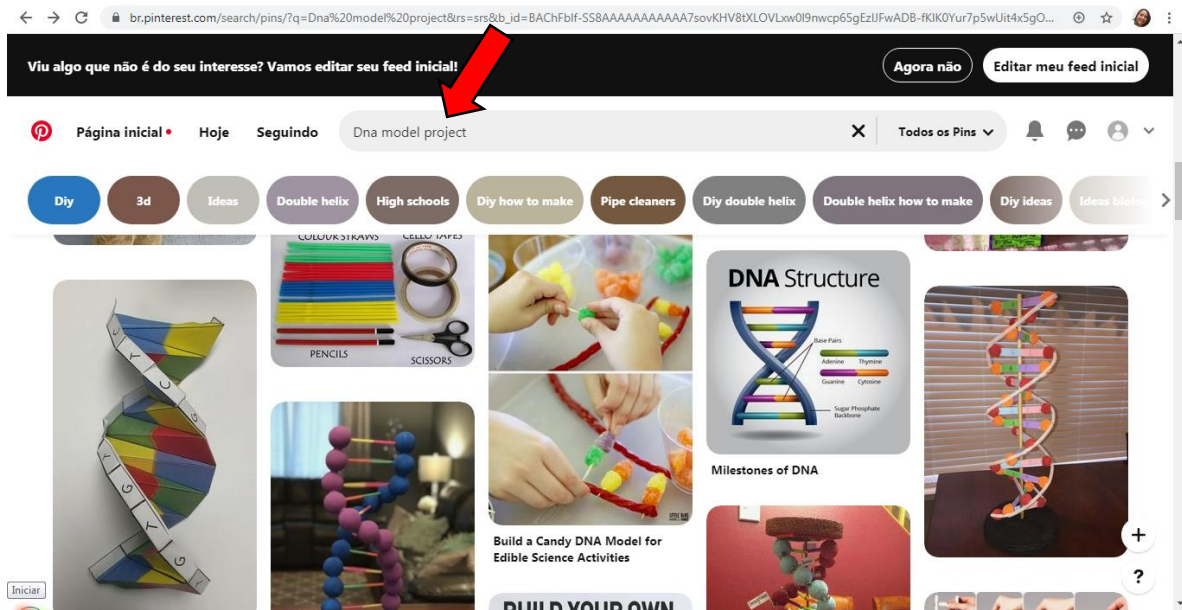 br.pinterest.com/search/pins/?q=Dna%20model%20project&rs=srs&b_id=
Viu algo que não é do seu interesse? Vamos editar seu feed inicial!
Agora não
Editar meu feed inicial
Página inicial
Hoje
Seguindo
Dna model project
Todos os Pins
Diy
3d
Ideas
Double helix
High schools
Diy how to make
Pipe cleaners
Diy double helix
Double helix how to make
Diy ideas
Ideas
COLOUR STRAWS
CELLO TAPES
PENCILS
SCISSORS
DNA Structure
Base Pairs
Adenine Thymine
Guanine Cytosine
Sugar Phosphate
Backbone
Milestones of DNA
Build a Candy DNA Model for
Edible Science Activities
BUILD YOUR OWN
Iniciar